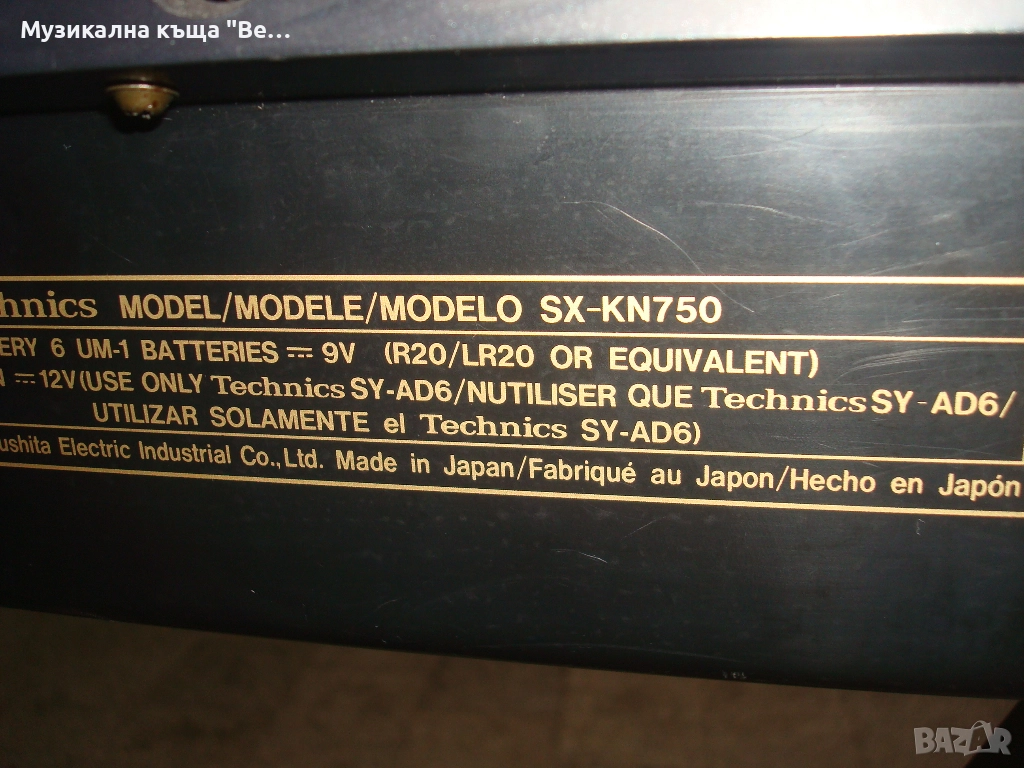 Музикална къща "Ве...
hnics MODEL/MODELE/MODELO SX-KN750
ERY 6 UM-1 BATTERIES ⎓ 9V (R20/LR20 OR EQUIVALENT)
⎓ 12V (USE ONLY Technics SY-AD6/NUTILISER QUE Technics SY-AD6/
UTILIZAR SOLAMENTE el Technics SY-AD6)
ushita Electric Industrial Co., Ltd. Made in Japan/Fabriqué au Japon/Hecho en Japón
BAZAR